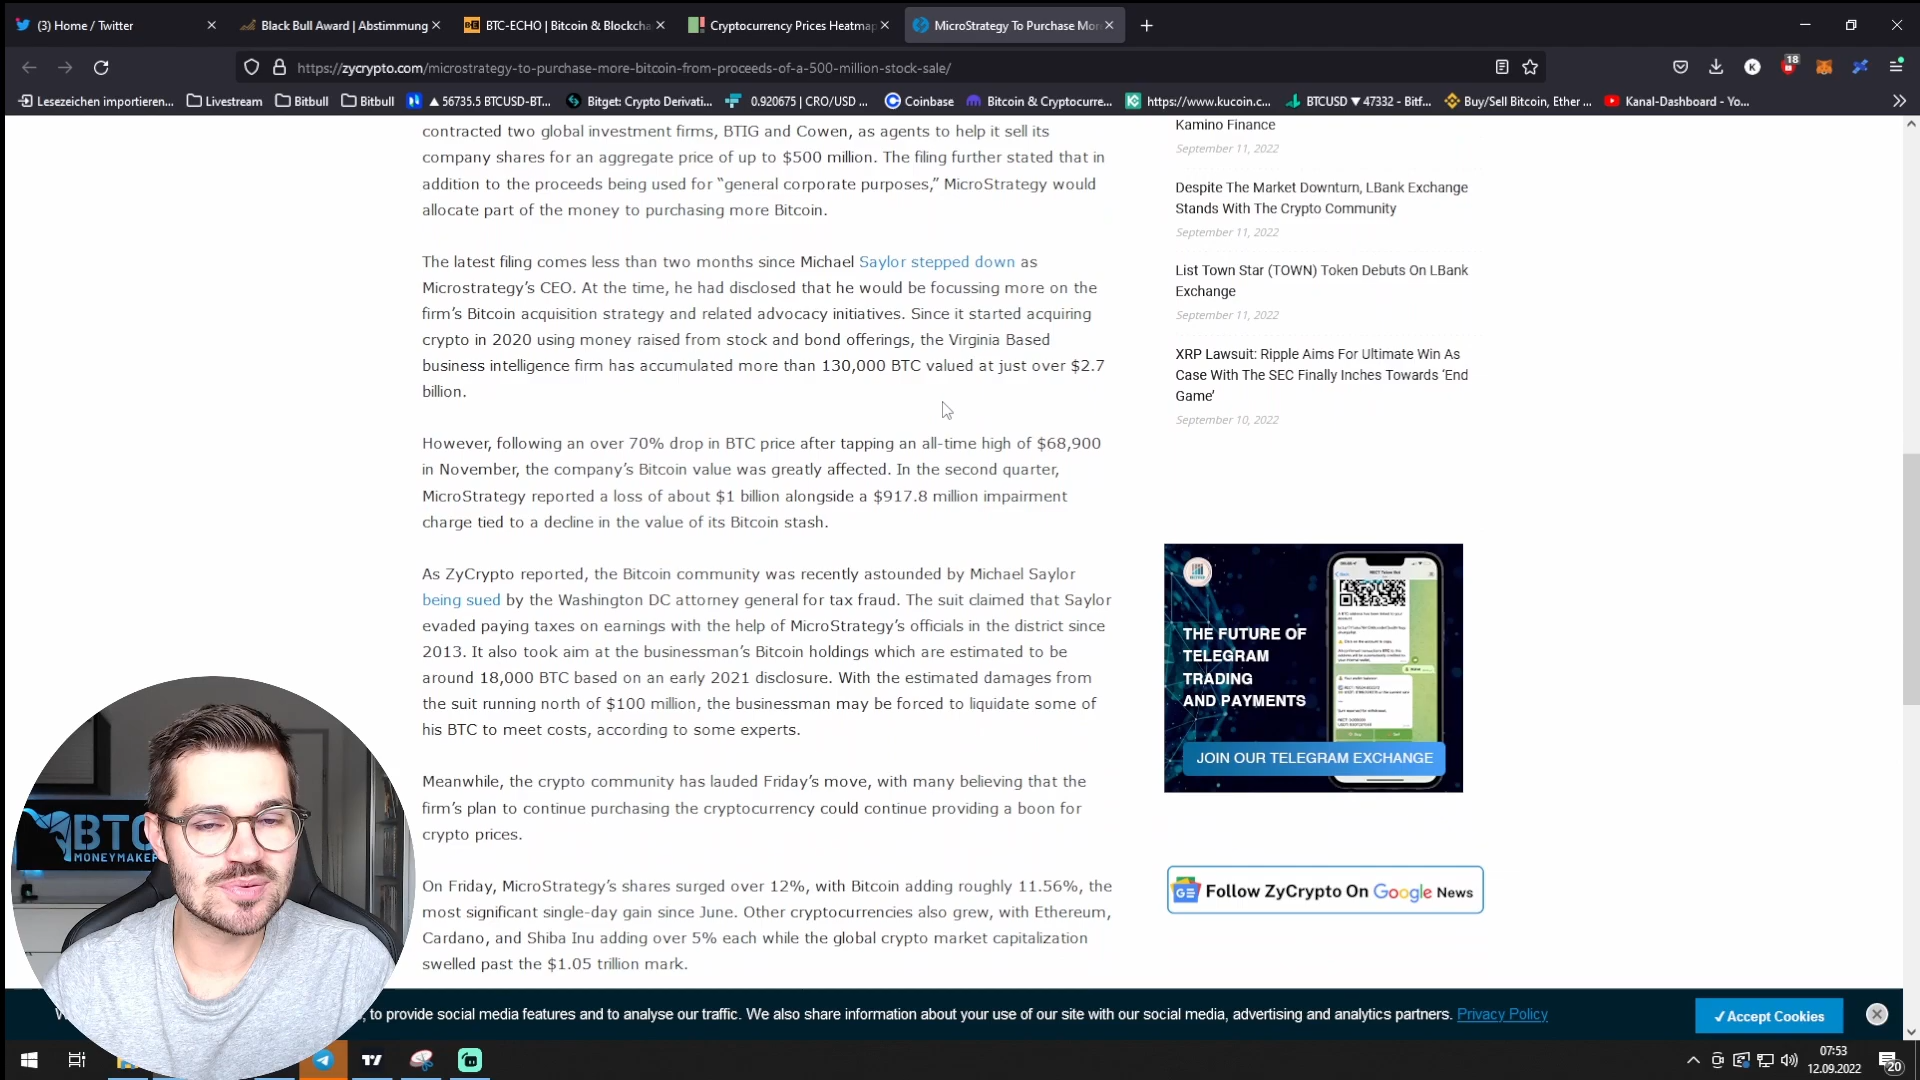 (3) Home / Twitter
Black Bull Award | Abstimmung
BTC-ECHO | Bitcoin & Blockcha
Cryptocurrency Prices Heatmap
MicroStrategy To Purchase Mor
https://zycrypto.com/microstrategy-to-purchase-more-bitcoin-from-proceeds-of-a-500-million-stock-sale/
18
Lesezeichen importieren...
Livestream
Bitbull
Bitbull
▲ 56735.5 BTCUSD-BT...
Bitget: Crypto Derivati...
0.920675 | CRO/USD ...
Coinbase
Bitcoin & Cryptocurre...
https://www.kucoin.c...
BTCUSD ▼ 47332 - Bitf...
Buy/Sell Bitcoin, Ether ...
Kanal-Dashboard - Yo...
contracted two global investment firms, BTIG and Cowen, as agents to help it sell its
company shares for an aggregate price of up to $500 million. The filing further stated that in
addition to the proceeds being used for “general corporate purposes,” MicroStrategy would
allocate part of the money to purchasing more Bitcoin.
The latest filing comes less than two months since Michael Saylor stepped down as
Microstrategy’s CEO. At the time, he had disclosed that he would be focussing more on the
firm’s Bitcoin acquisition strategy and related advocacy initiatives. Since it started acquiring
crypto in 2020 using money raised from stock and bond offerings, the Virginia Based
business intelligence firm has accumulated more than 130,000 BTC valued at just over $2.7
billion.
However, following an over 70% drop in BTC price after tapping an all-time high of $68,900
in November, the company’s Bitcoin value was greatly affected. In the second quarter,
MicroStrategy reported a loss of about $1 billion alongside a $917.8 million impairment
charge tied to a decline in the value of its Bitcoin stash.
As ZyCrypto reported, the Bitcoin community was recently astounded by Michael Saylor
being sued by the Washington DC attorney general for tax fraud. The suit claimed that Saylor
evaded paying taxes on earnings with the help of MicroStrategy’s officials in the district since
2013. It also took aim at the businessman’s Bitcoin holdings which are estimated to be
around 18,000 BTC based on an early 2021 disclosure. With the estimated damages from
the suit running north of $100 million, the businessman may be forced to liquidate some of
his BTC to meet costs, according to some experts.
Meanwhile, the crypto community has lauded Friday’s move, with many believing that the
firm’s plan to continue purchasing the cryptocurrency could continue providing a boon for
crypto prices.
On Friday, MicroStrategy’s shares surged over 12%, with Bitcoin adding roughly 11.56%, the
most significant single-day gain since June. Other cryptocurrencies also grew, with Ethereum,
Cardano, and Shiba Inu adding over 5% each while the global crypto market capitalization
swelled past the $1.05 trillion mark.
Kamino Finance
September 11, 2022
Despite The Market Downturn, LBank Exchange
Stands With The Crypto Community
September 11, 2022
List Town Star (TOWN) Token Debuts On LBank
Exchange
September 11, 2022
XRP Lawsuit: Ripple Aims For Ultimate Win As
Case With The SEC Finally Inches Towards ‘End
Game’
September 10, 2022
THE FUTURE OF
TELEGRAM
TRADING
AND PAYMENTS
JOIN OUR TELEGRAM EXCHANGE
Follow ZyCrypto On Google News
BTC
MONEYMAKER
, to provide social media features and to analyse our traffic. We also share information about your use of our site with our social media, advertising and analytics partners. Privacy Policy
✓Accept Cookies
07:53
12.09.2022
20